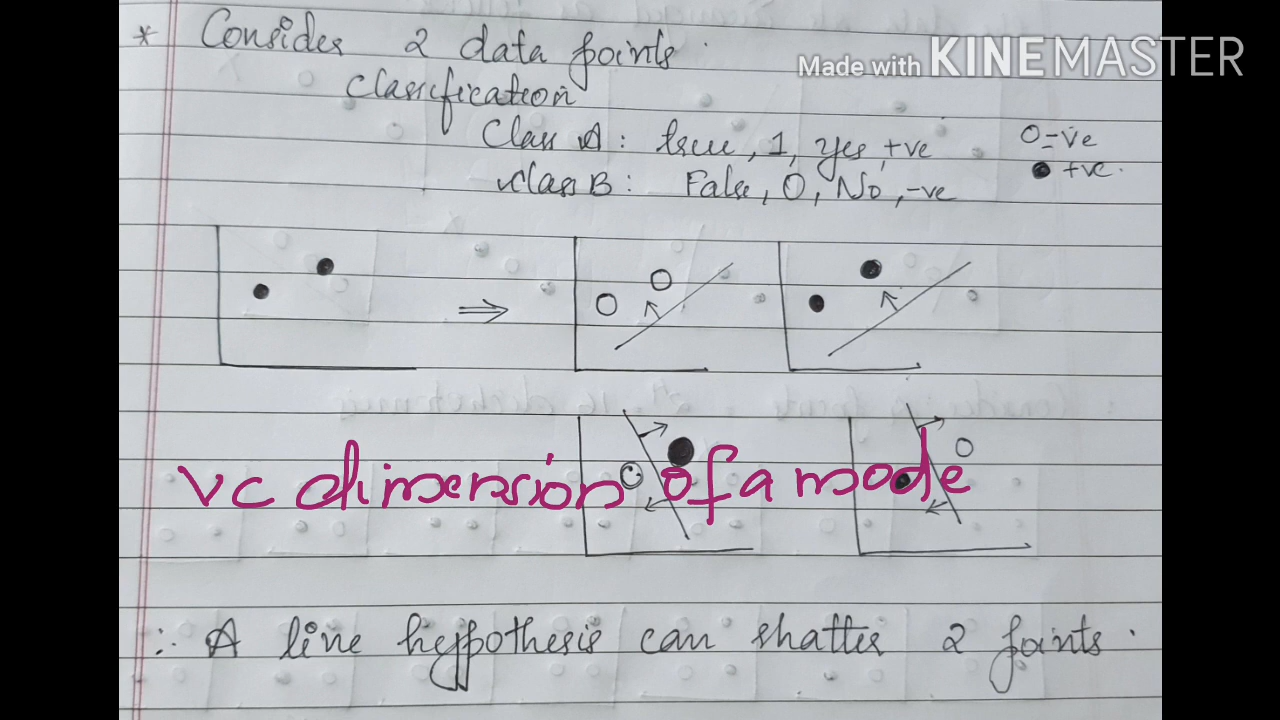 * Consider 2 data points.
Made with KINEMASTER
Classification
Class A : true, 1, yes, +ve
O = -ve
● +ve.
Class B : False, 0, No, -ve
⇒
vc dimension of a mode
∴ A line hypothesis can shatter 2 points.